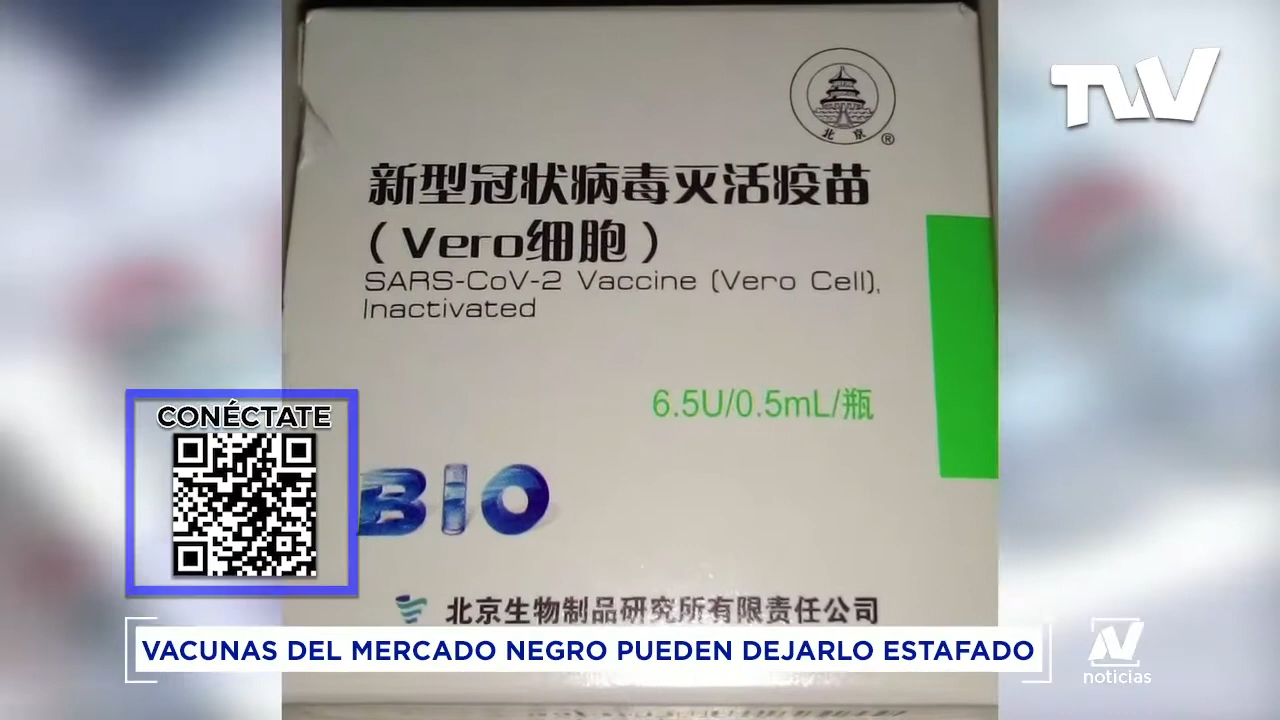 TVV
北京
®
新型冠状病毒灭活疫苗
（Vero细胞）
SARS-CoV-2 Vaccine (Vero Cell),
Inactivated
6.5U/0.5mL/瓶
CONÉCTATE
BIO
北京生物制品研究所有限责任公司
VACUNAS DEL MERCADO NEGRO PUEDEN DEJARLO ESTAFADO
noticias